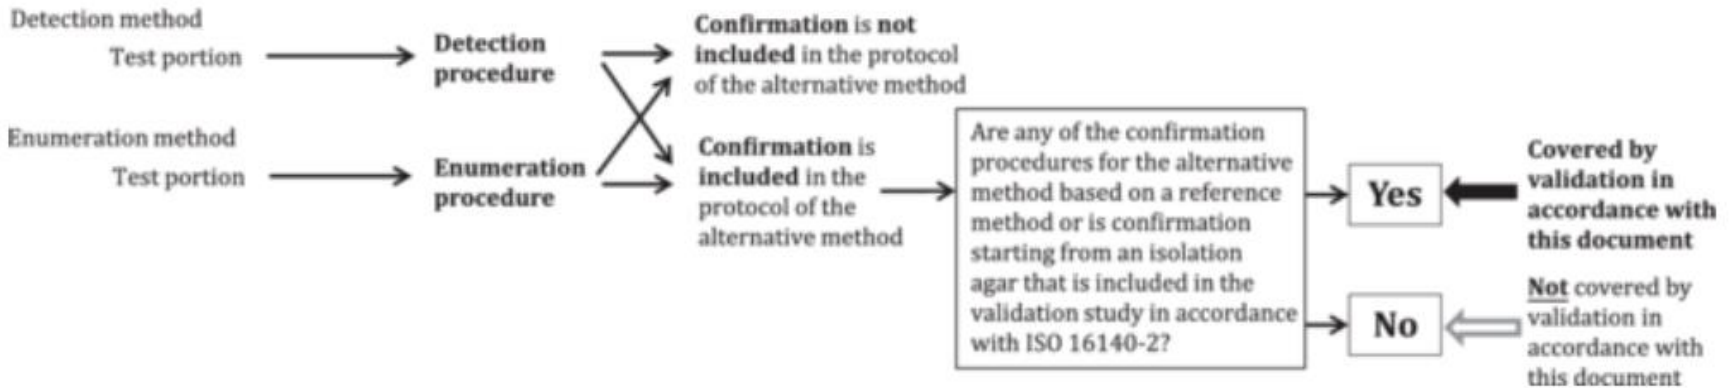 Detection method
Test portion
Detection
procedure
Confirmation is not
included in the protocol
of the alternative method
Enumeration method
Test portion
Enumeration
procedure
Confirmation is
included in the
protocol of the
alternative method
Are any of the confirmation
procedures for the alternative
method based on a reference
method or is confirmation
starting from an isolation
agar that is included in the
validation study in accordance
with ISO 16140-2?
Yes
Covered by
validation in
accordance with
this document
No
Not covered by
validation in
accordance with
this document